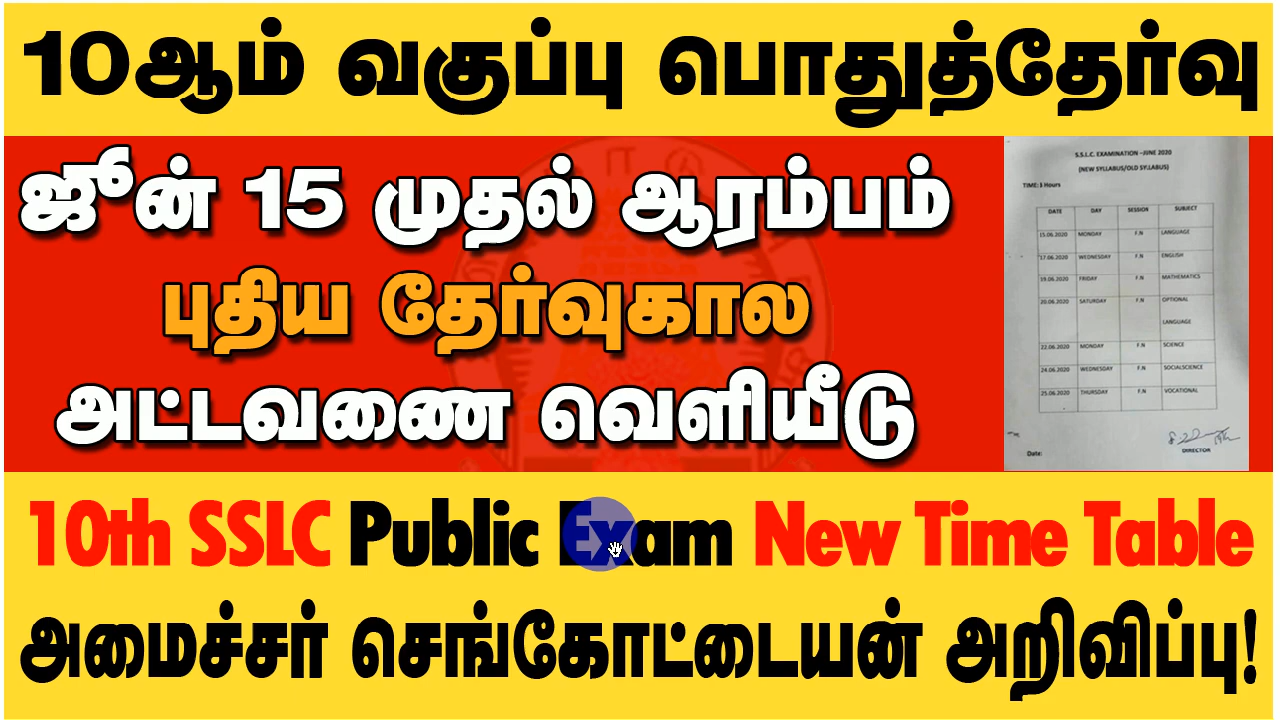 10ஆம் வகுப்பு பொதுத்தேர்வு
ஜூன் 15 முதல் ஆரம்பம்
புதிய தேர்வுகால
அட்டவணை வெளியீடு
S.S.L.C. EXAMINATION -JUNE 2020
(NEW SYLLABUS/OLD SYLLABUS)
TIME: 3 Hours
DATE DAY SESSION SUBJECT
15.06.2020 MONDAY F.N LANGUAGE
17.06.2020 WEDNESDAY F.N ENGLISH
19.06.2020 FRIDAY F.N MATHEMATICS
20.06.2020 SATURDAY F.N OPTIONAL
LANGUAGE
22.06.2020 MONDAY F.N SCIENCE
24.06.2020 WEDNESDAY F.N SOCIALSCIENCE
25.06.2020 THURSDAY F.N VOCATIONAL
DIRECTOR
Date:
10th SSLC Public Exam New Time Table
அமைச்சர் செங்கோட்டையன் அறிவிப்பு!